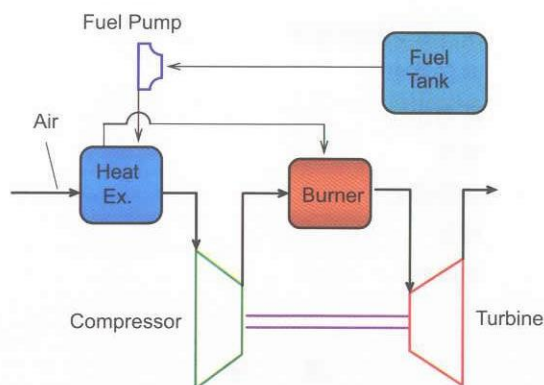 Fuel Pump
Fuel
Tank
Air
Heat
Ex.
Burner
Compressor
Turbine